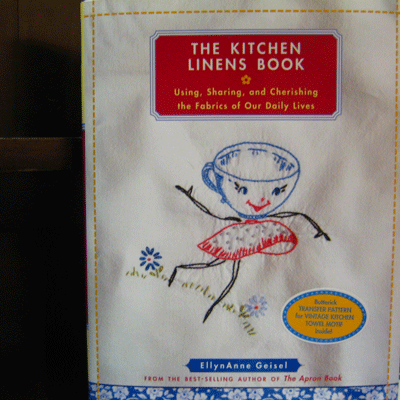 THE KITCHEN
LINENS BOOK
Using, Sharing, and Cherishing
the Fabrics of Our Daily Lives
Butterick
TRANSFER PATTERN
for VINTAGE KITCHEN
TOWEL MOTIF
Inside!
EllynAnne Geisel
FROM THE BEST-SELLING AUTHOR OF The Apron Book